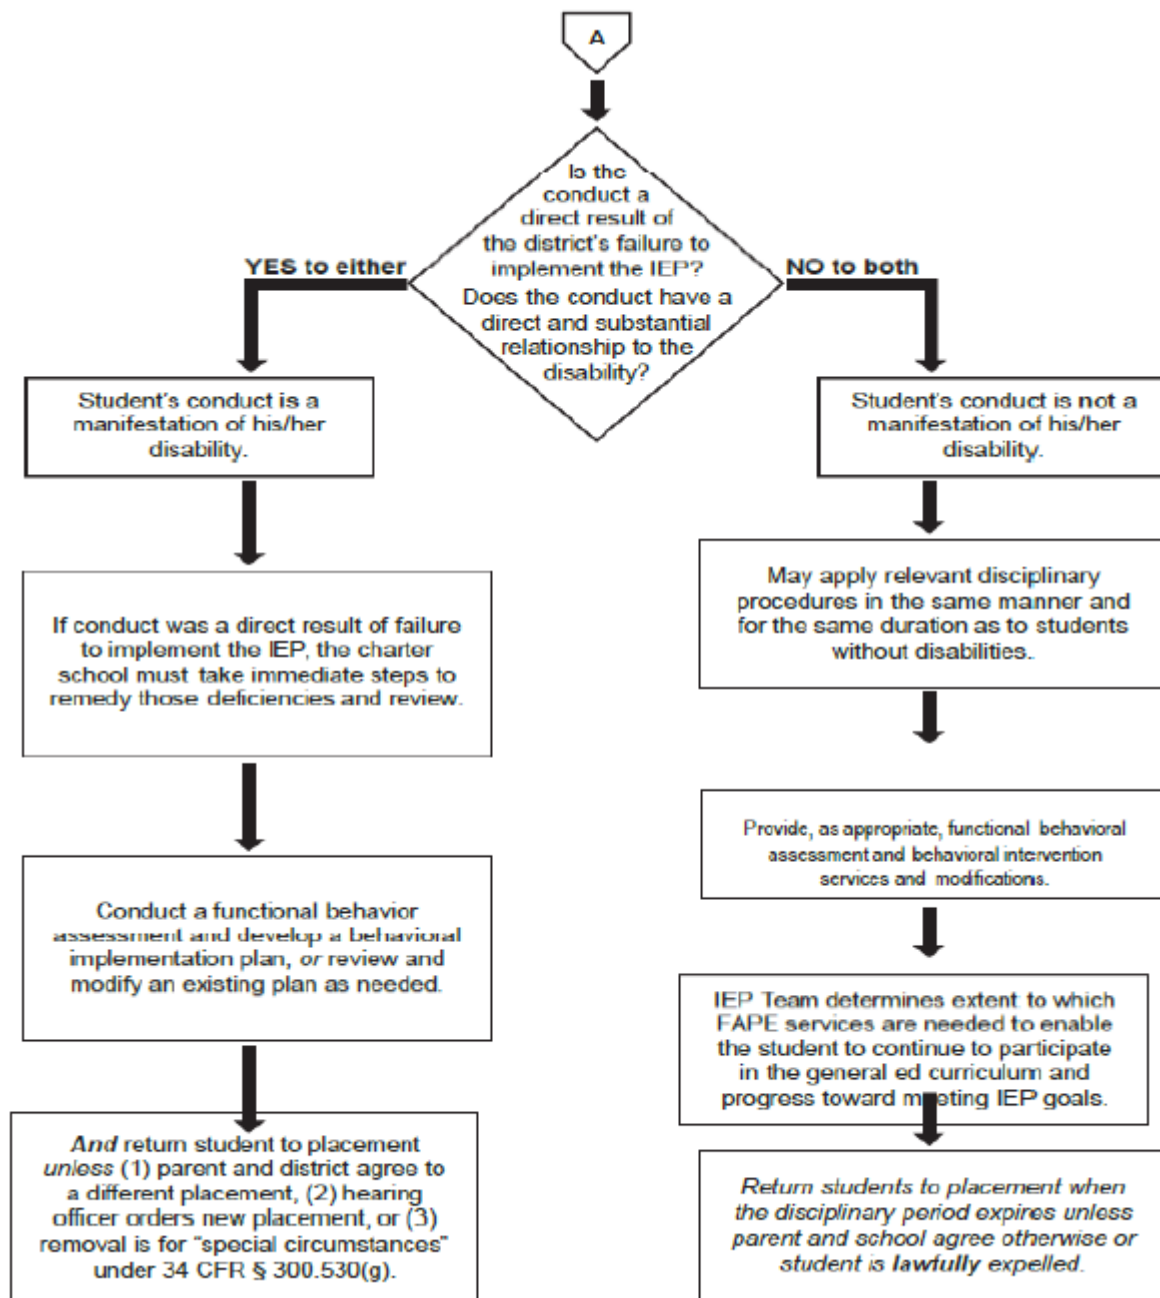 A
Is the
conduct a
direct result of
the district's failure to
implement the IEP?
Does the conduct have a
direct and substantial
relationship to the
disability?
YES to either
NO to both
Student's conduct is a
manifestation of his/her
disability.
If conduct was a direct result of failure
to implement the IEP, the charter
school must take immediate steps to
remedy those deficiencies and review.
Conduct a functional behavior
assessment and develop a behavioral
implementation plan, or review and
modify an existing plan as needed.
And return student to placement
unless (1) parent and district agree to
a different placement, (2) hearing
officer orders new placement, or (3)
removal is for "special circumstances"
under 34 CFR § 300.530(g).
Student's conduct is not a
manifestation of his/her
disability.
May apply relevant disciplinary
procedures in the same manner and
for the same duration as to students
without disabilities..
Provide, as appropriate, functional behavioral
assessment and behavioral intervention
services and modifications.
IEP Team determines extent to which
FAPE services are needed to enable
the student to continue to participate
in the general ed curriculum and
progress toward meeting IEP goals.
Return students to placement when
the disciplinary period expires unless
parent and school agree otherwise or
student is lawfully expelled.